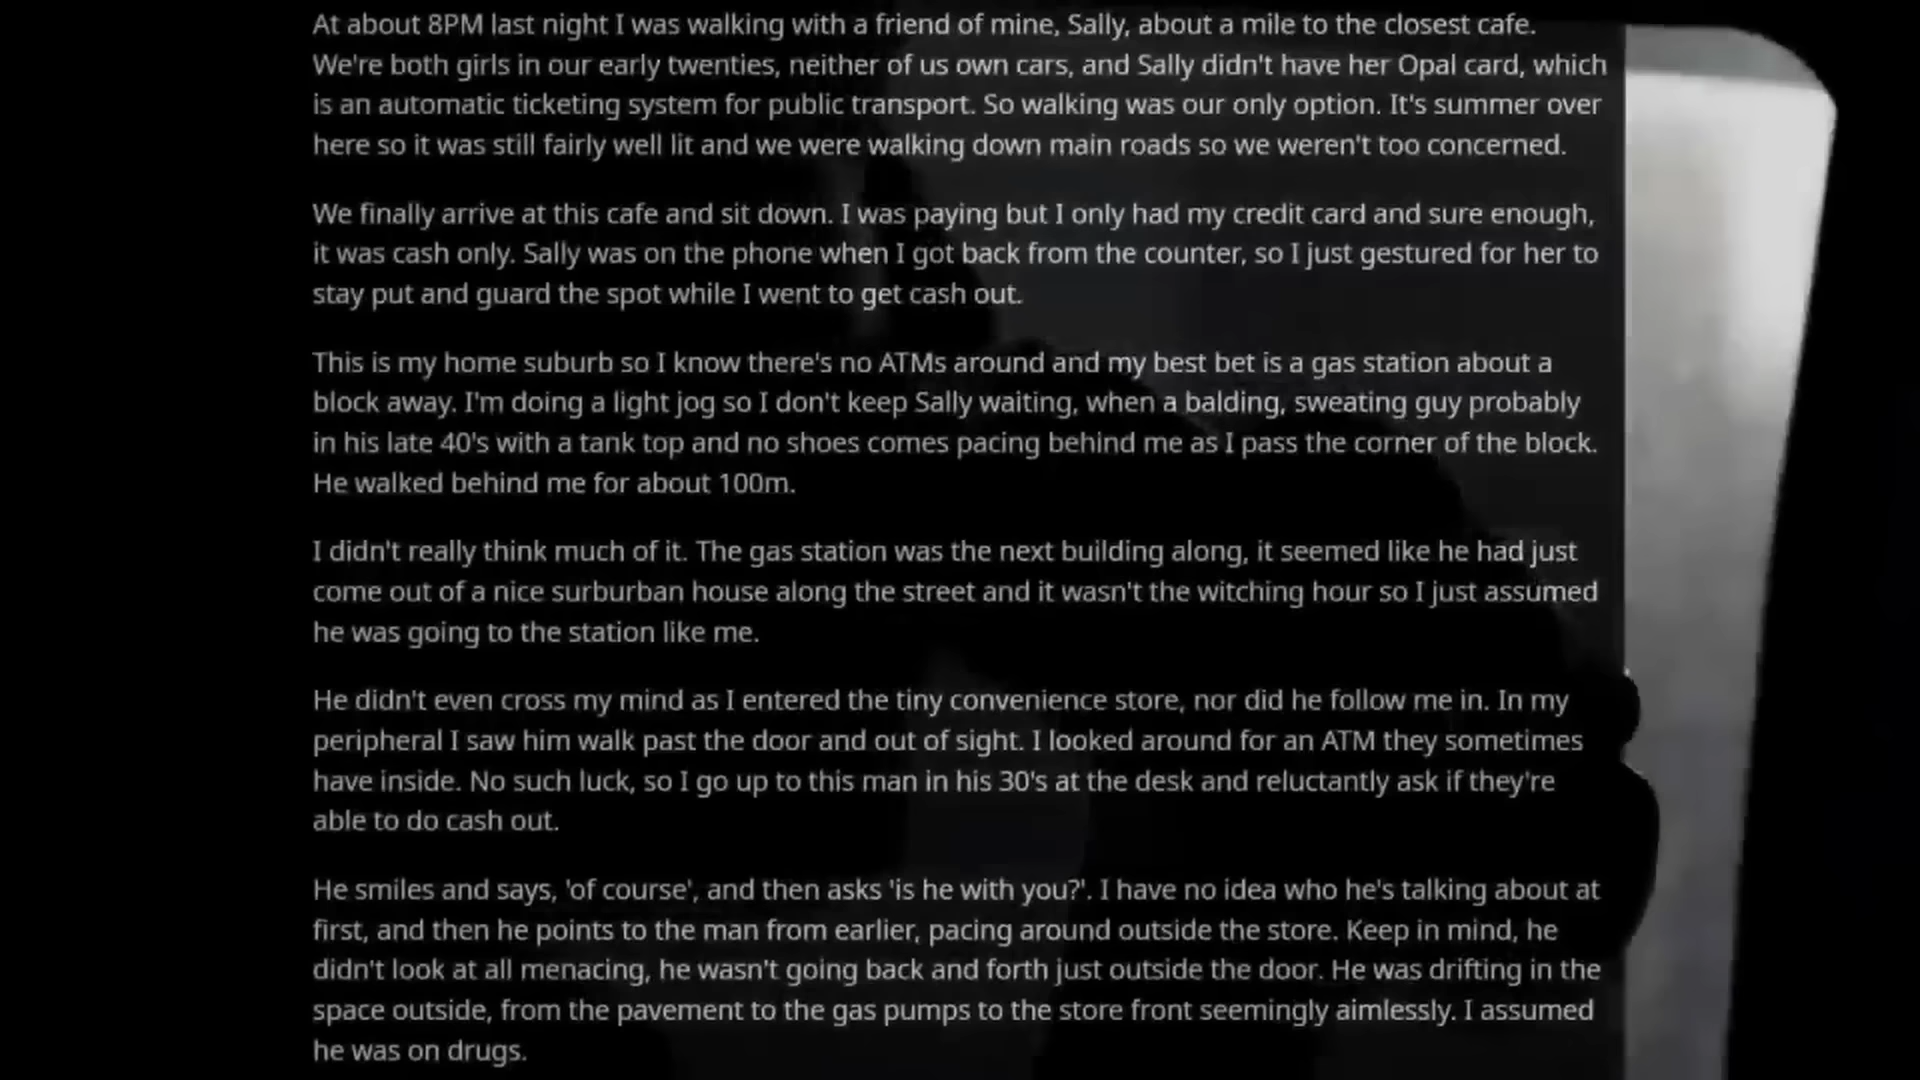 At about 8PM last night I was walking with a friend of mine, Sally, about a mile to the closest cafe.
We're both girls in our early twenties, neither of us own cars, and Sally didn't have her Opal card, which
is an automatic ticketing system for public transport. So walking was our only option. It's summer over
here so it was still fairly well lit and we were walking down main roads so we weren't too concerned.
We finally arrive at this cafe and sit down. I was paying but I only had my credit card and sure enough,
it was cash only. Sally was on the phone when I got back from the counter, so I just gestured for her to
stay put and guard the spot while I went to get cash out.
This is my home suburb so I know there's no ATMs around and my best bet is a gas station about a
block away. I'm doing a light jog so I don't keep Sally waiting, when a balding, sweating guy probably
in his late 40's with a tank top and no shoes comes pacing behind me as I pass the corner of the block.
He walked behind me for about 100m.
I didn't really think much of it. The gas station was the next building along, it seemed like he had just
come out of a nice surburban house along the street and it wasn't the witching hour so I just assumed
he was going to the station like me.
He didn't even cross my mind as I entered the tiny convenience store, nor did he follow me in. In my
peripheral I saw him walk past the door and out of sight. I looked around for an ATM they sometimes
have inside. No such luck, so I go up to this man in his 30's at the desk and reluctantly ask if they're
able to do cash out.
He smiles and says, 'of course', and then asks 'is he with you?'. I have no idea who he's talking about at
first, and then he points to the man from earlier, pacing around outside the store. Keep in mind, he
didn't look at all menacing, he wasn't going back and forth just outside the door. He was drifting in the
space outside, from the pavement to the gas pumps to the store front seemingly aimlessly. I assumed
he was on drugs.